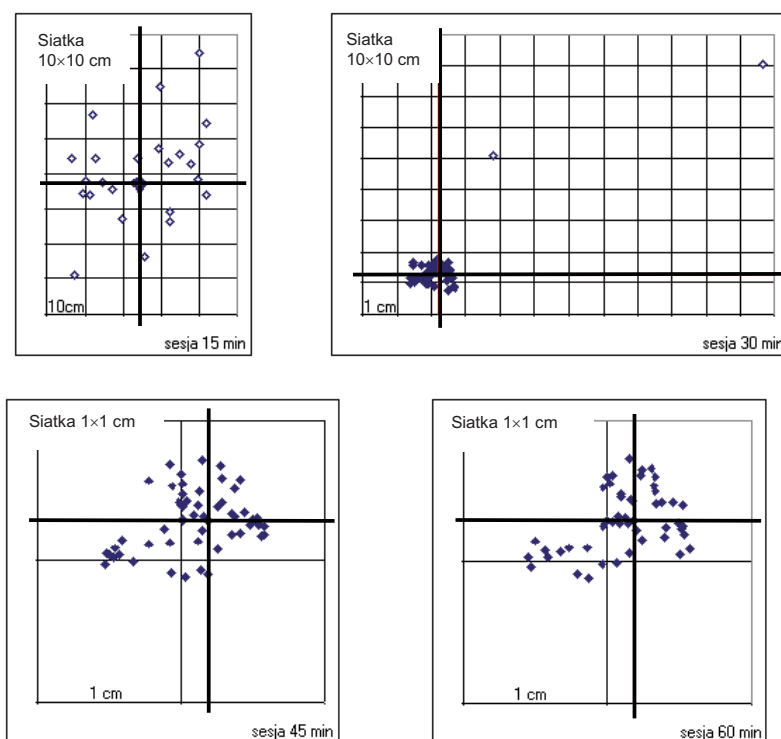 Siatka
10×10 cm
10cm
sesja 15 min
Siatka
10×10 cm
1 cm
sesja 30 min
Siatka 1×1 cm
1 cm
sesja 45 min
Siatka 1×1 cm
1 cm
sesja 60 min